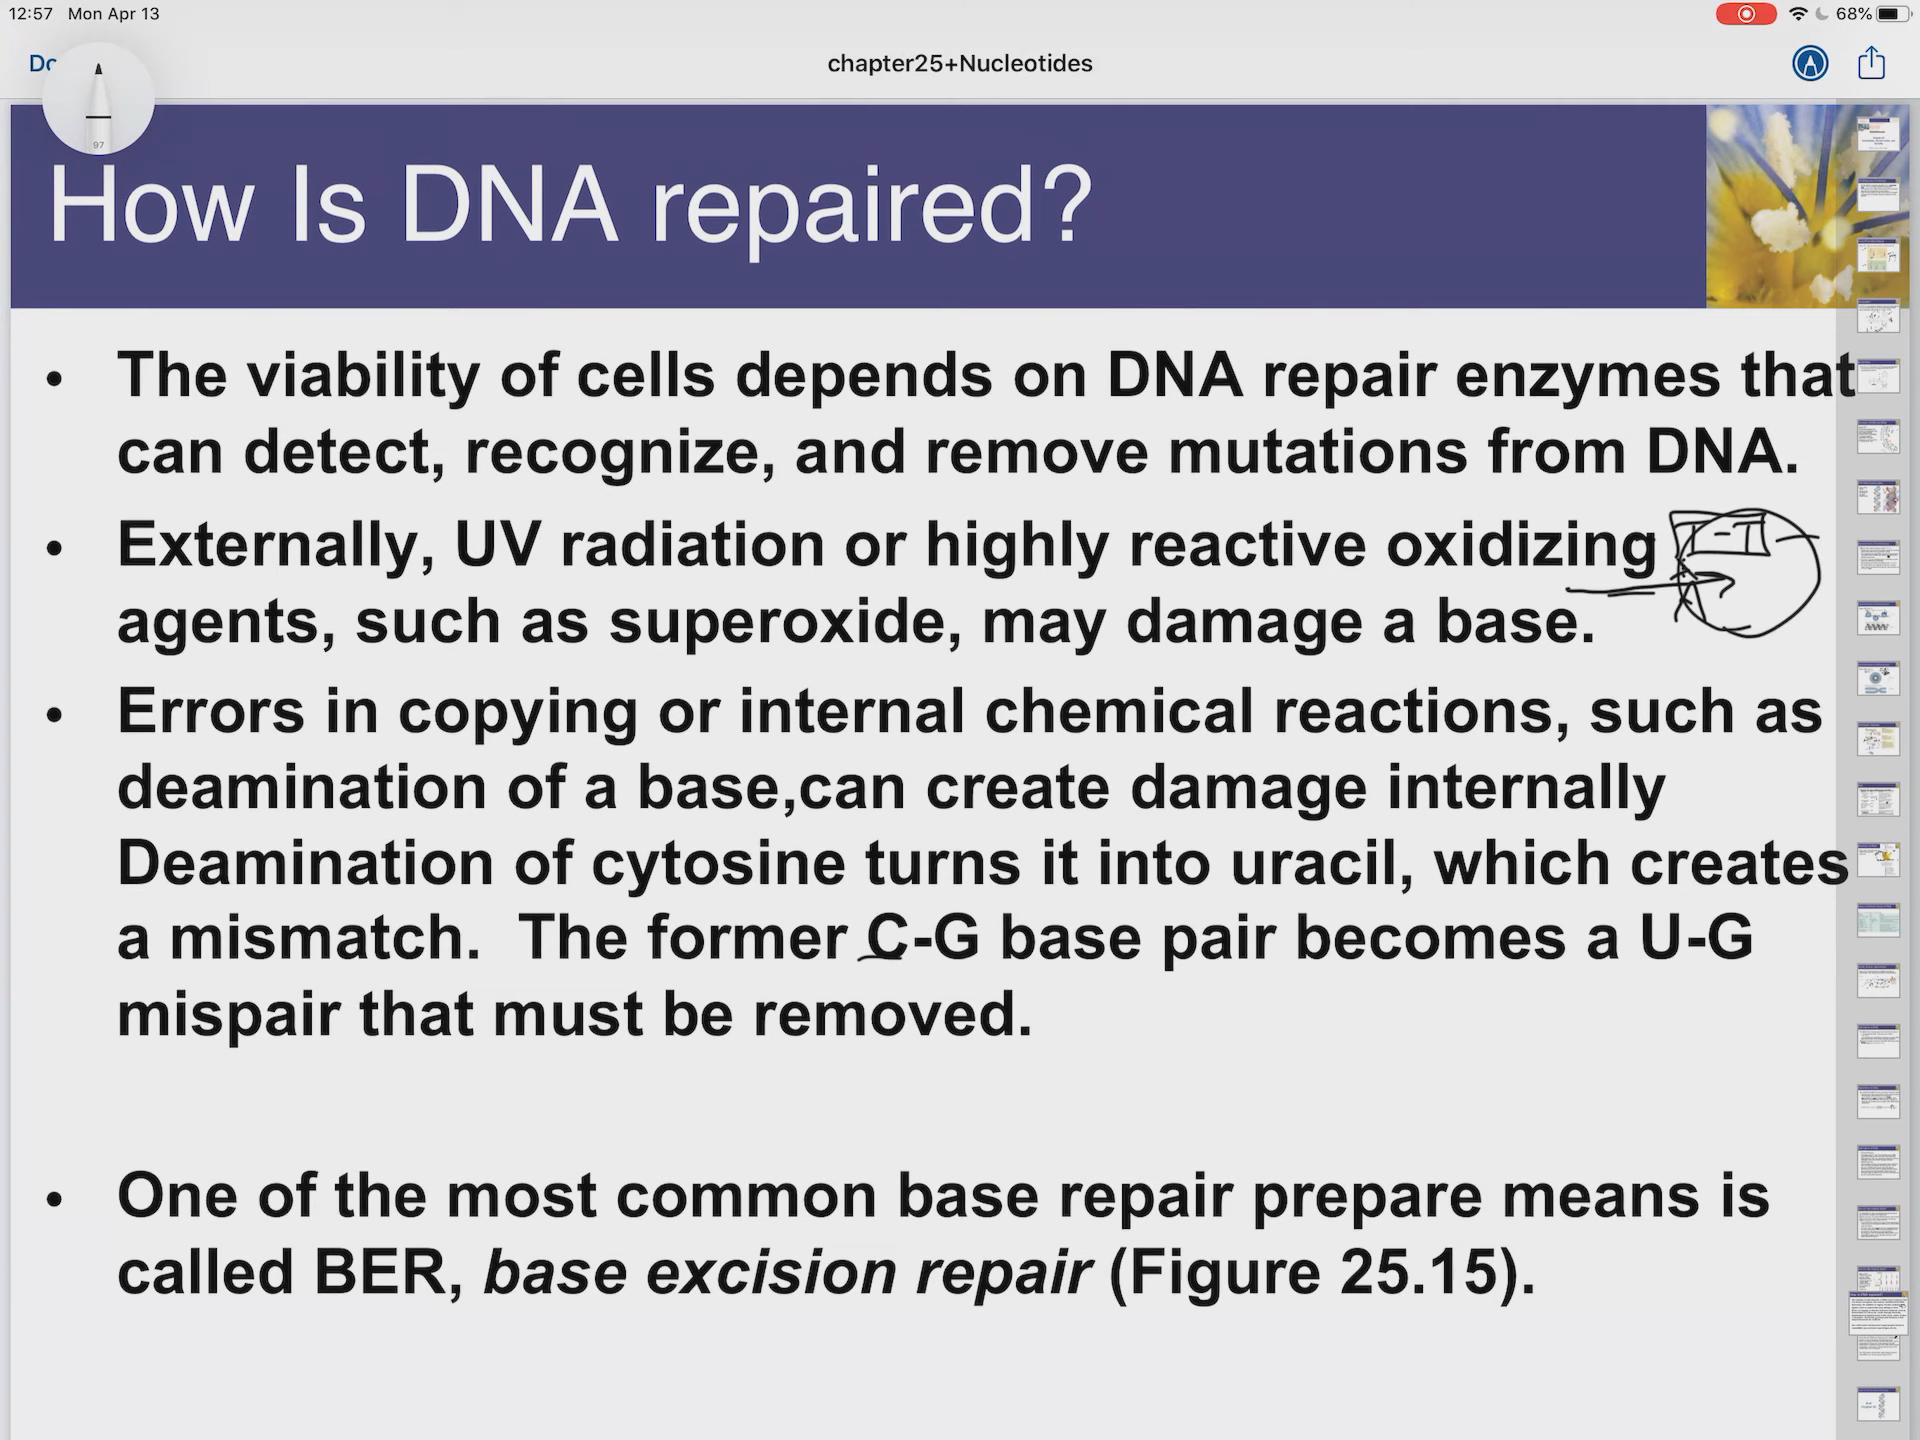 12:57 Mon Apr 13
68%
chapter25+Nucleotides
97
How Is DNA repaired?
• The viability of cells depends on DNA repair enzymes that
can detect, recognize, and remove mutations from DNA.
• Externally, UV radiation or highly reactive oxidizing
T-T
agents, such as superoxide, may damage a base.
• Errors in copying or internal chemical reactions, such as
deamination of a base,can create damage internally
Deamination of cytosine turns it into uracil, which creates
a mismatch. The former C-G base pair becomes a U-G
mispair that must be removed.
• One of the most common base repair prepare means is
called BER, base excision repair (Figure 25.15).